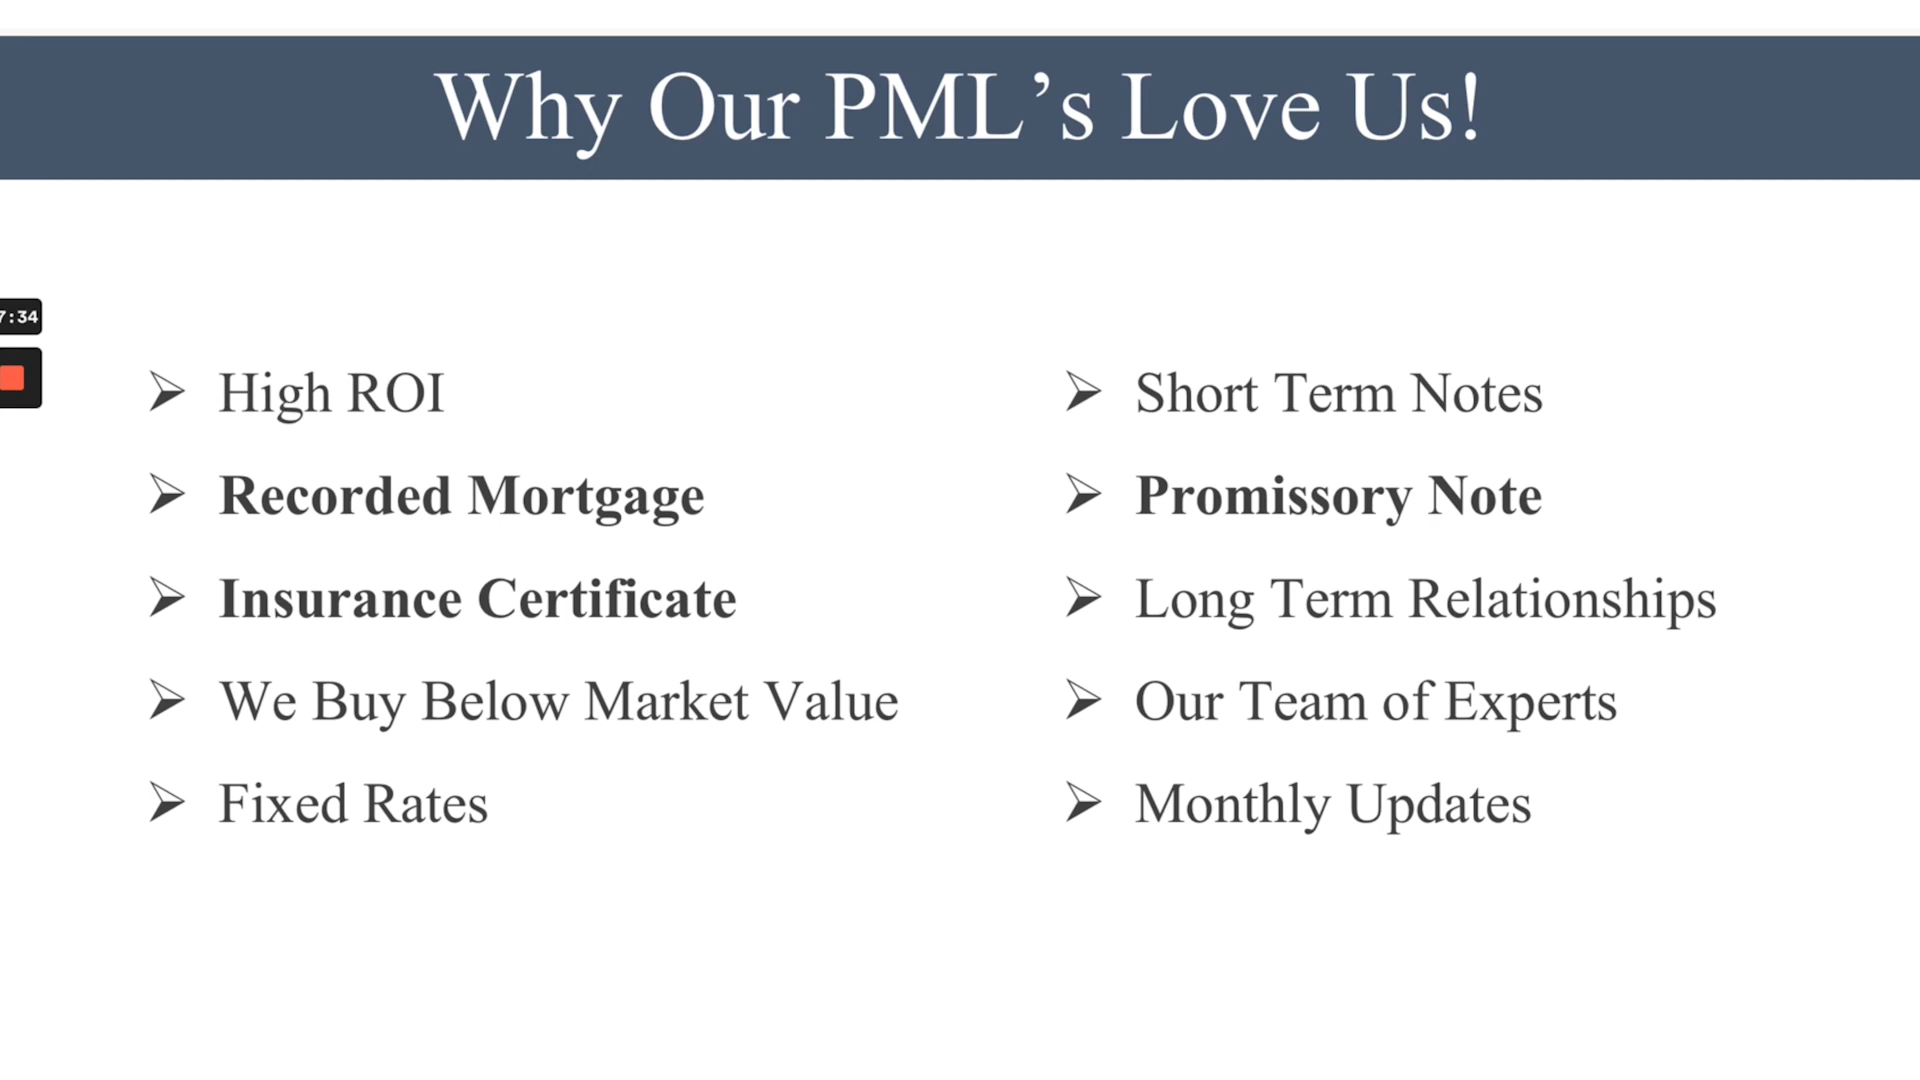 Why Our PML’s Love Us!
7:34
High ROI
Recorded Mortgage
Insurance Certificate
We Buy Below Market Value
Fixed Rates
Short Term Notes
Promissory Note
Long Term Relationships
Our Team of Experts
Monthly Updates